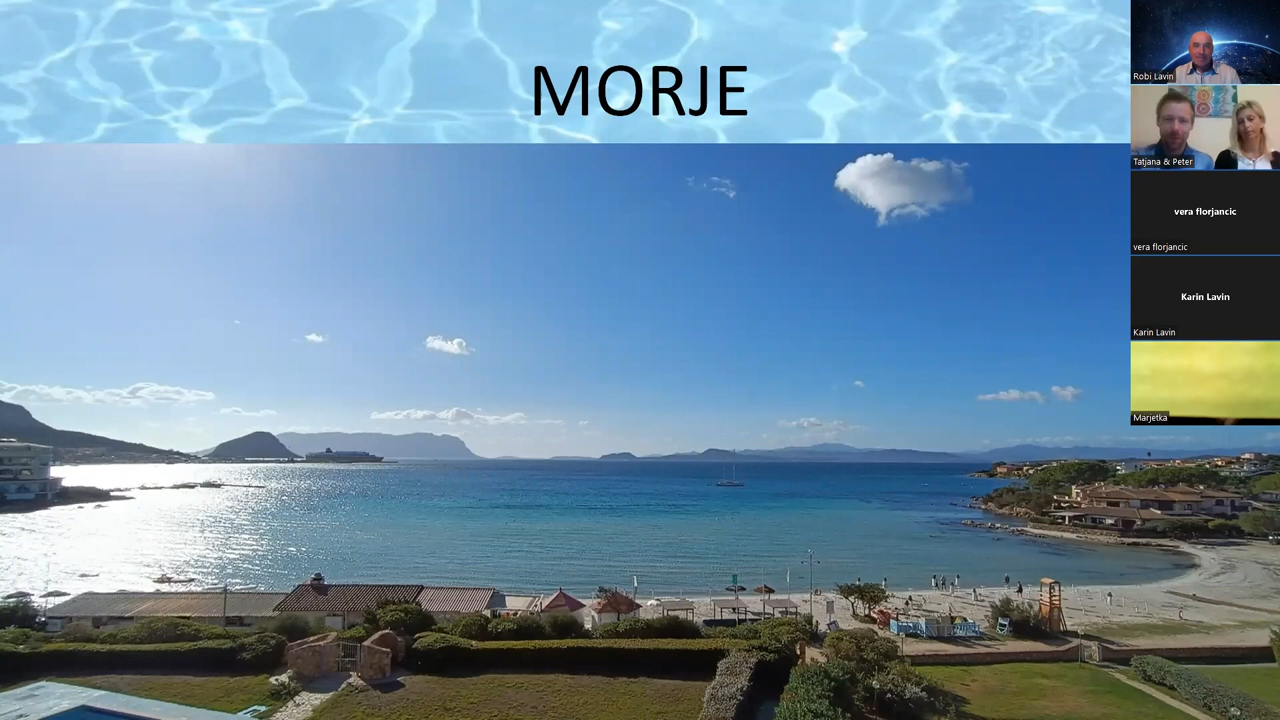 MORJE
Robi Lavin
Tatjana & Peter
vera florjancic
vera florjancic
Karin Lavin
Karin Lavin
Marjetka